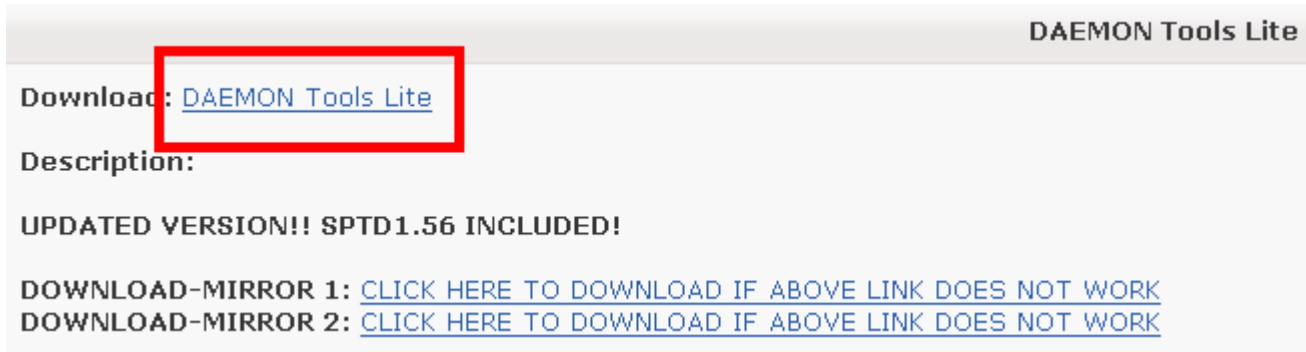 DAEMON Tools Lite
Download: DAEMON Tools Lite
Description:
UPDATED VERSION!! SPTD1.56 INCLUDED!
DOWNLOAD-MIRROR 1: CLICK HERE TO DOWNLOAD IF ABOVE LINK DOES NOT WORK
DOWNLOAD-MIRROR 2: CLICK HERE TO DOWNLOAD IF ABOVE LINK DOES NOT WORK